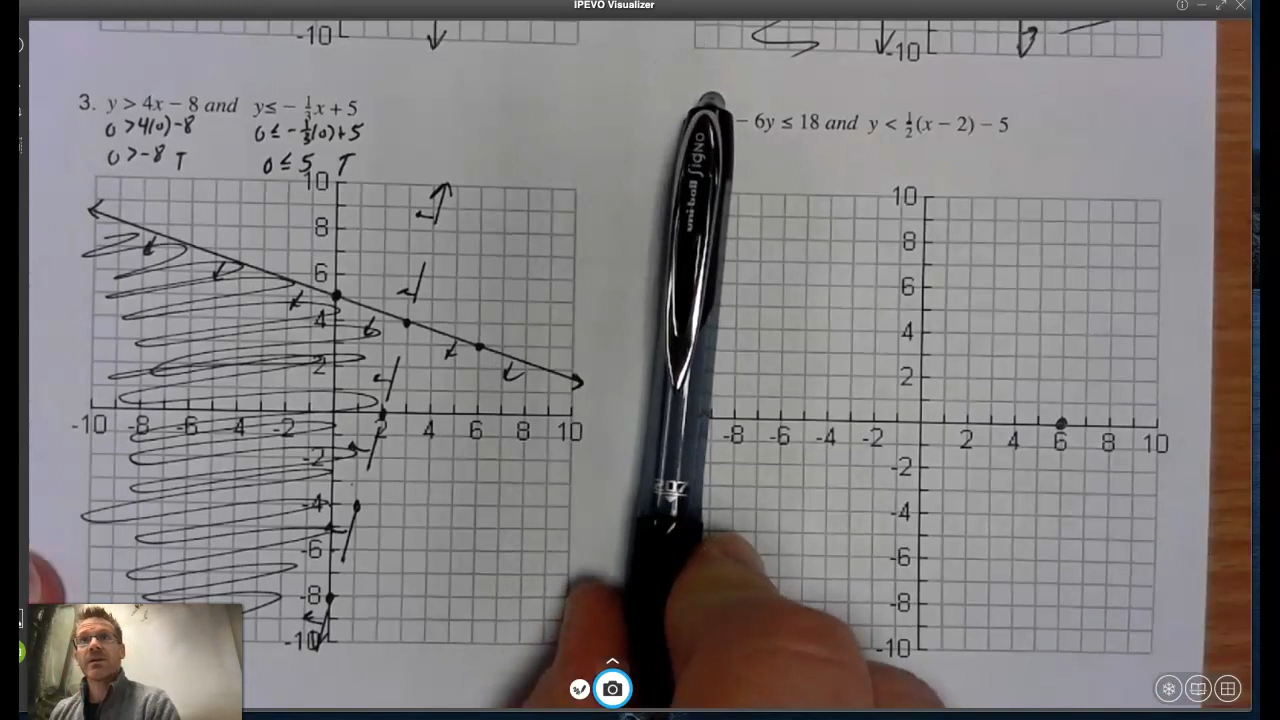 IPEVO Visualizer
-10
-10
3. y > 4x − 8 and y ≤ − 1/3 x + 5
0 > 4(0) - 8
0 ≤ -1/3(0) + 5
0 > -8 T
0 ≤ 5 T
− 6y ≤ 18 and y < 1/2(x − 2) − 5
uni-ball signo
207
10
8
6
4
2
-10 -8 -6 -4 -2 2 4 6 8 10
-2
-4
-6
-8
-10
10
8
6
4
2
-8 -6 -4 -2 2 4 6 8 10
-2
-4
-6
-8
-10